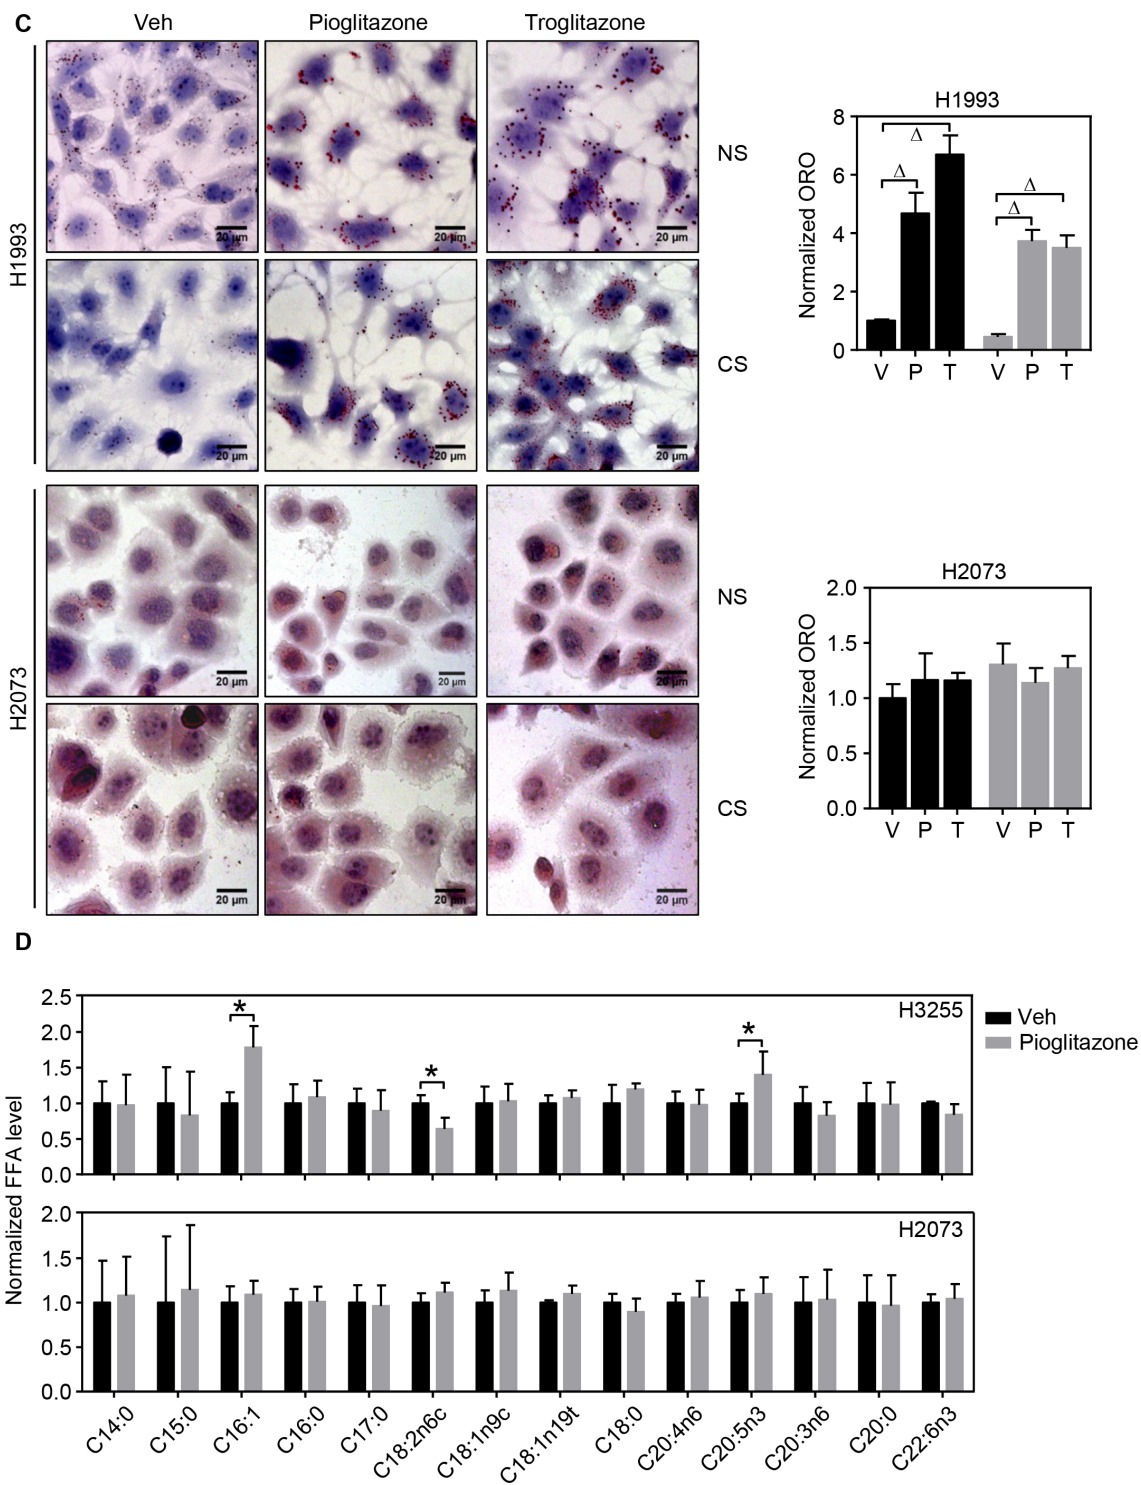 C
Veh Pioglitazone Troglitazone
H1993
20 µm 20 µm 20 µm
NS
20 µm 20 µm 20 µm
CS
H1993
Normalized ORO
8
6
4
2
0
Δ
Δ
Δ
Δ
V P T V P T
H2073
20 µm 20 µm 20 µm
NS
20 µm 20 µm 20 µm
CS
H2073
Normalized ORO
2.0
1.5
1.0
0.5
0.0
V P T V P T
D
Normalized FFA level
2.5
2.0
1.5
1.0
0.5
0.0
* * *
H3255
Veh
Pioglitazone
2.0
1.5
1.0
0.5
0.0
H2073
C14:0 C15:0 C16:1 C16:0 C17:0 C18:2n6c C18:1n9c C18:1n19t C18:0 C20:4n6 C20:5n3 C20:3n6 C20:0 C22:6n3